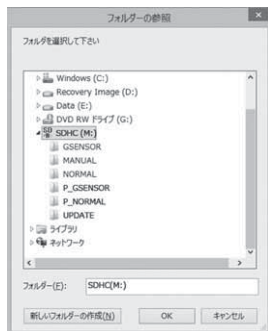 フォルダーの参照
フォルダを選択して下さい
Windows (C:)
Recovery Image (D:)
Data (E:)
DVD RW ドライブ (G:)
SDHC (M:)
GSENSOR
MANUAL
NORMAL
P_GSENSOR
P_NORMAL
UPDATE
ライブラリ
ネットワーク
フォルダー(F): SDHC(M:)
新しいフォルダーの作成(N) OK キャンセル